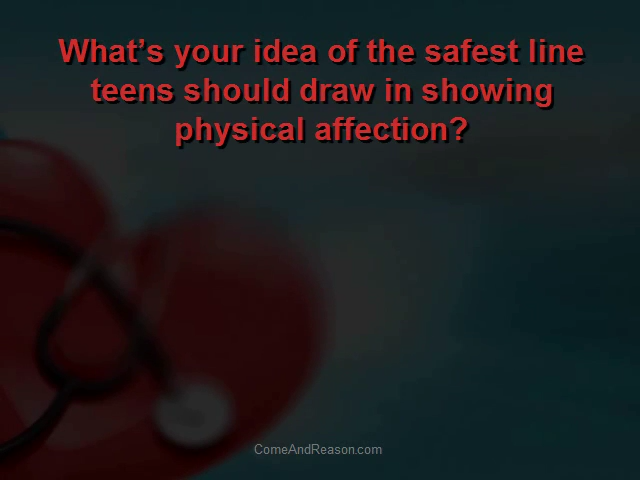 What’s your idea of the safest line
teens should draw in showing
physical affection?
ComeAndReason.com